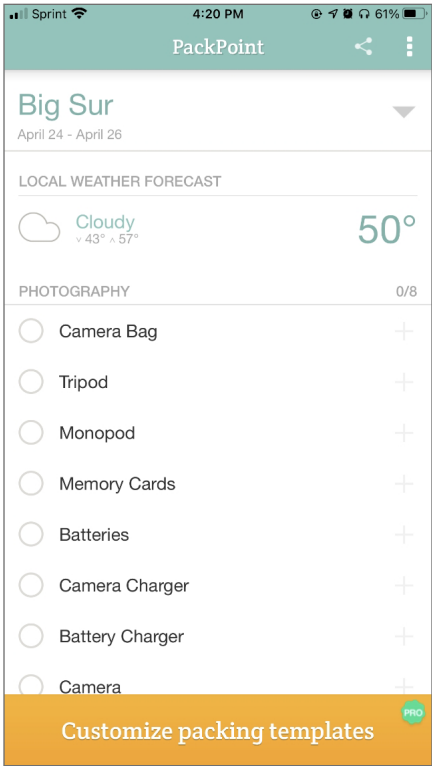 Sprint 4:20 PM 61%
PackPoint
Big Sur
April 24 - April 26
LOCAL WEATHER FORECAST
Cloudy
˅ 43° ˄ 57°
50°
PHOTOGRAPHY 0/8
Camera Bag
Tripod
Monopod
Memory Cards
Batteries
Camera Charger
Battery Charger
Camera
PRO
Customize packing templates